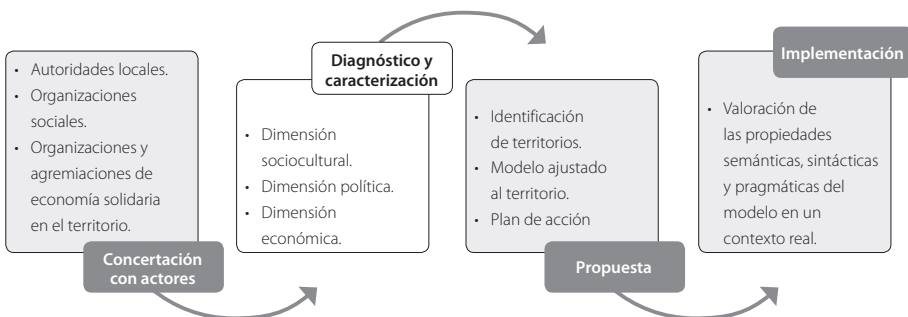 • Autoridades locales.
• Organizaciones
sociales.
• Organizaciones y
agremiaciones de
economía solidaria
en el territorio.
Concertación
con actores
Diagnóstico y
caracterización
• Dimensión
sociocultural.
• Dimensión política.
• Dimensión
económica.
• Identificación
de territorios.
• Modelo ajustado
al territorio.
• Plan de acción
Propuesta
Implementación
• Valoración de
las propiedades
semánticas, sintácticas
y pragmáticas del
modelo en un
contexto real.